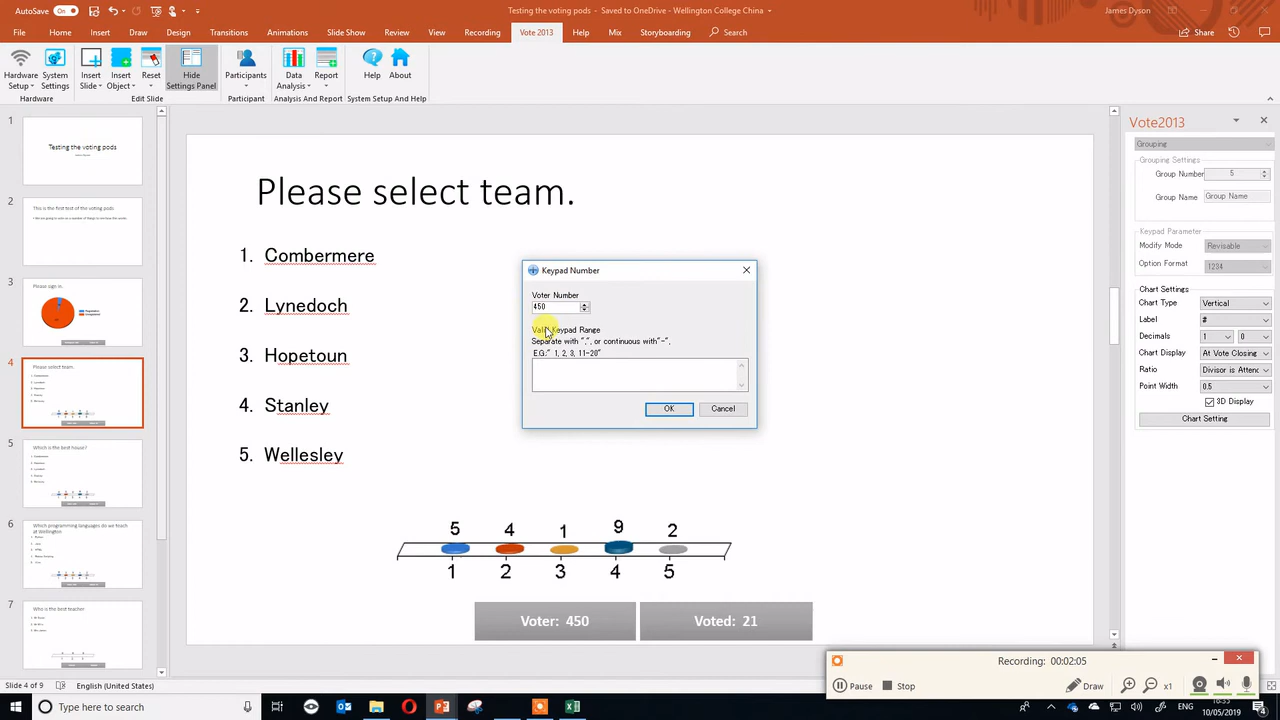 AutoSave On
Testing the voting pods - Saved to OneDrive - Wellington College China
James Dyson
File Home Insert Draw Design Transitions Animations Slide Show Review View Recording Vote 2013 Help Mix Storyboarding Search Share
Hardware Setup System Settings Insert Slide Insert Object Reset Hide Settings Panel Participants Data Analysis Report Help About
Hardware Edit Slide Participant Analysis And Report System Setup And Help
1
Testing the voting pods
2
This is the first test of the voting pods
3
Please sign in.
4
Please select team.
5
Which is the best house?
6
Which programming languages do we teach
at Wellington
7
Who is the best teacher
Please select team.
1. Combermere
2. Lynedoch
3. Hopetoun
4. Stanley
5. Wellesley
5 4 1 9 2
1 2 3 4 5
Voter: 450 Voted: 21
Keypad Number
Voter Number
450
Valid Keypad Range
Separate with ",", or continuous with"-",
E.G:" 1, 2, 3, 11-20"
OK Cancel
Vote2013
Grouping
Grouping Settings
Group Number 5
Group Name Group Name
Keypad Parameter
Modify Mode Revisable
Option Format 1234
Chart Settings
Chart Type Vertical
Label #
Decimals 1 0
Chart Display At Vote Closing
Ratio Divisor is Attenc
Point Width 0.5
3D Display
Chart Setting
Recording: 00:02:05
Pause Stop Draw x1
Slide 4 of 9 English (United States)
Type here to search
10/05/2019